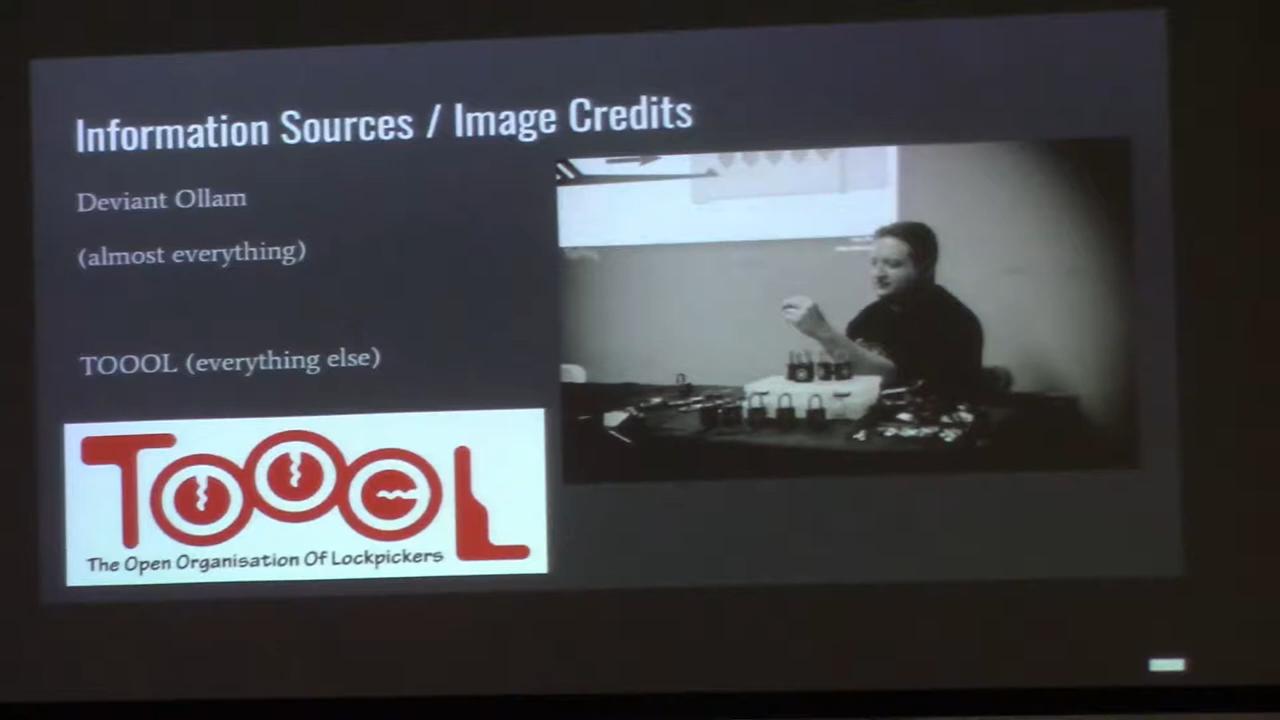 Information Sources / Image Credits
Deviant Ollam
(almost everything)
TOOOL (everything else)
TOOOL
The Open Organisation Of Lockpickers